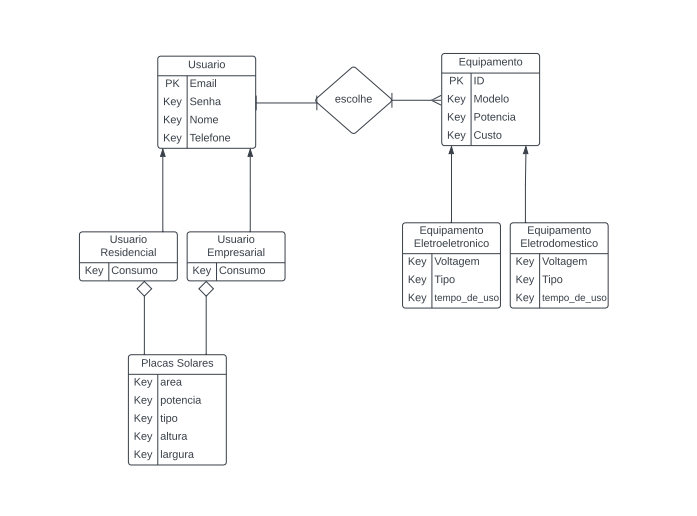 Usuario
PK Email
Key Senha
Key Nome
Key Telefone
escolhe
Equipamento
PK ID
Key Modelo
Key Potencia
Key Custo
Usuario
Residencial
Key Consumo
Usuario
Empresarial
Key Consumo
Equipamento
Eletroeletronico
Key Voltagem
Key Tipo
Key tempo_de_uso
Equipamento
Eletrodomestico
Key Voltagem
Key Tipo
Key tempo_de_uso
Placas Solares
Key area
Key potencia
Key tipo
Key altura
Key largura